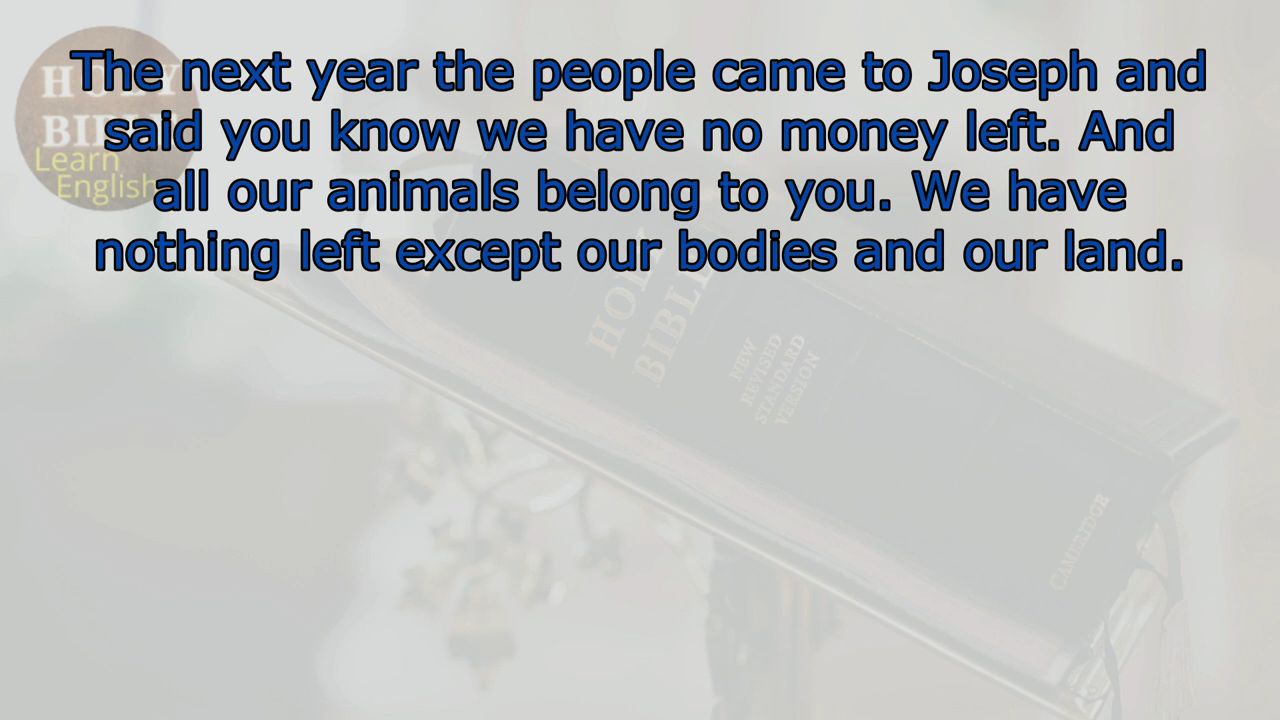 The next year the people came to Joseph and
said you know we have no money left. And
all our animals belong to you. We have
nothing left except our bodies and our land.
HOLY
BIBLE
Learn
English
HOLY
BIBLE
NEW
REVISED
STANDARD
VERSION
CAMBRIDGE